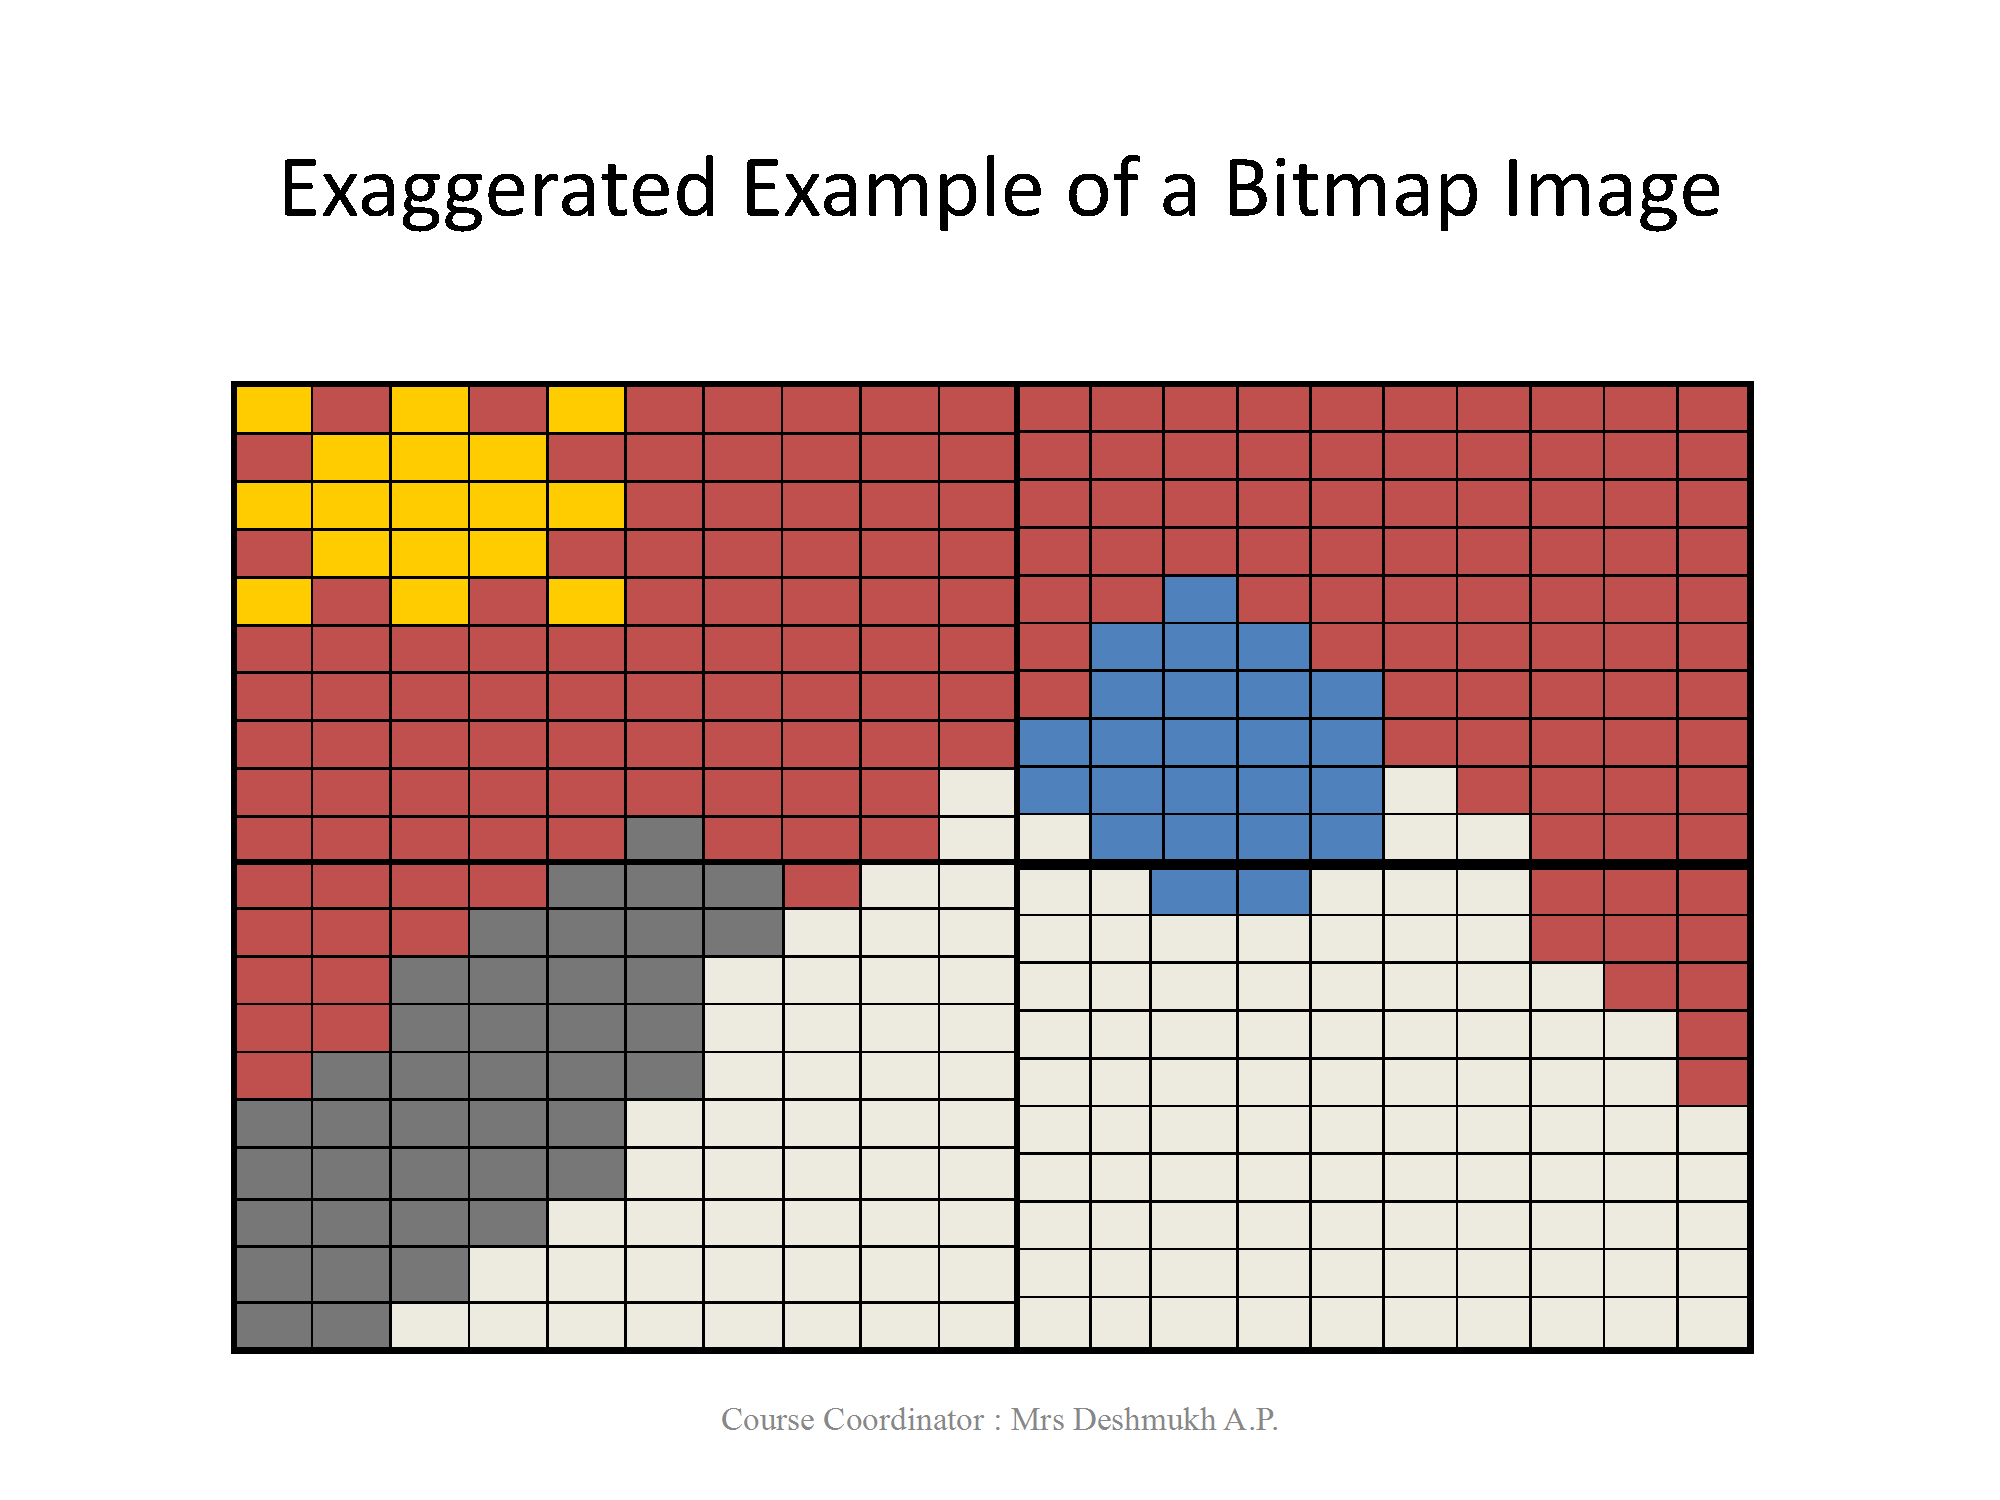 Exaggerated Example of a Bitmap Image
Course Coordinator : Mrs Deshmukh A.P.